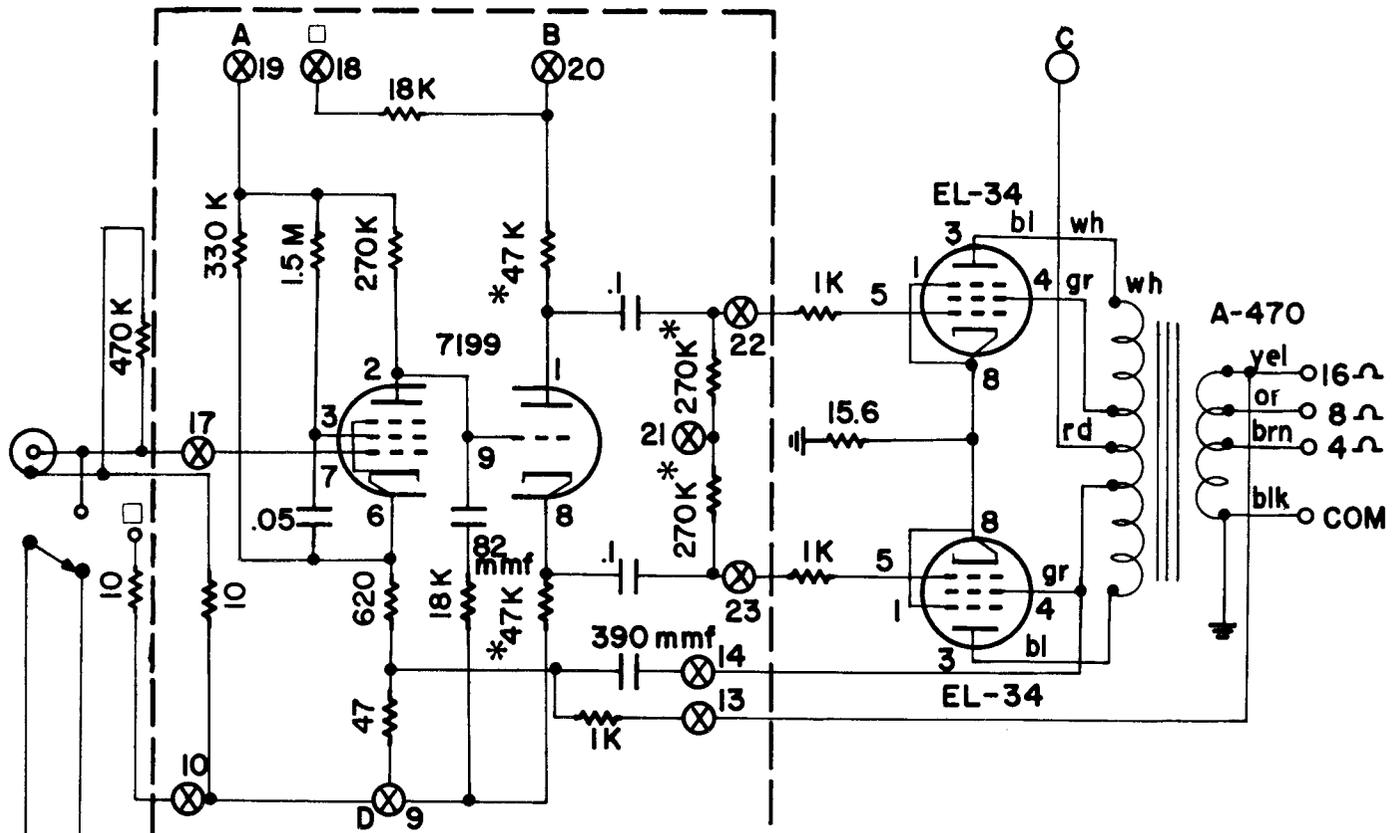 A
B
C
19
18
20
18K
330K
1.5M
270K
*47K
470K
EL-34
3
bl
wh
1
5
4
gr
wh
.1
1K
22
7199
2
1
*270K
8
A-470
yel
16Ω
or
8Ω
brn
4Ω
blk
COM
17
3
7
9
21
15.6
rd
*270K
.05
6
82 mmf
8
.1
23
1K
5
8
1
gr
4
10
10
620
18K
*47K
390 mmf
14
3
bl
EL-34
47
1K
13
10
D
9